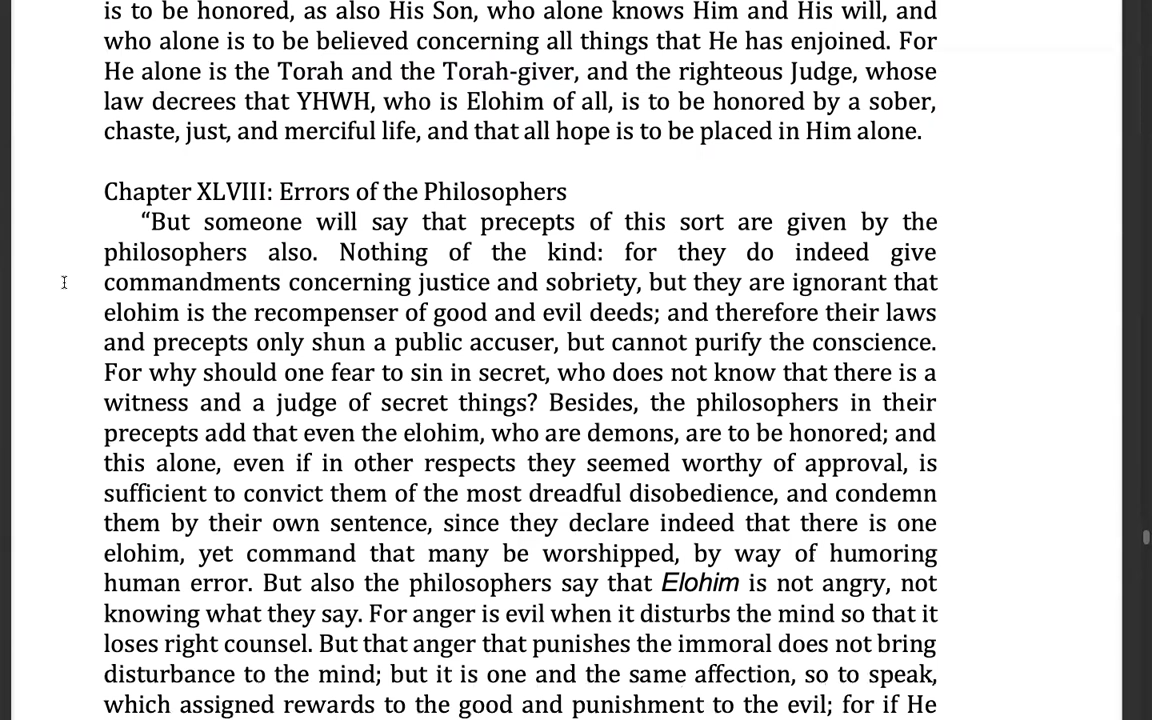 is to be honored, as also His Son, who alone knows Him and His will, and
who alone is to be believed concerning all things that He has enjoined. For
He alone is the Torah and the Torah-giver, and the righteous Judge, whose
law decrees that YHWH, who is Elohim of all, is to be honored by a sober,
chaste, just, and merciful life, and that all hope is to be placed in Him alone.
Chapter XLVIII: Errors of the Philosophers
“But someone will say that precepts of this sort are given by the
philosophers also. Nothing of the kind: for they do indeed give
commandments concerning justice and sobriety, but they are ignorant that
elohim is the recompenser of good and evil deeds; and therefore their laws
and precepts only shun a public accuser, but cannot purify the conscience.
For why should one fear to sin in secret, who does not know that there is a
witness and a judge of secret things? Besides, the philosophers in their
precepts add that even the elohim, who are demons, are to be honored; and
this alone, even if in other respects they seemed worthy of approval, is
sufficient to convict them of the most dreadful disobedience, and condemn
them by their own sentence, since they declare indeed that there is one
elohim, yet command that many be worshipped, by way of humoring
human error. But also the philosophers say that Elohim is not angry, not
knowing what they say. For anger is evil when it disturbs the mind so that it
loses right counsel. But that anger that punishes the immoral does not bring
disturbance to the mind; but it is one and the same affection, so to speak,
which assigned rewards to the good and punishment to the evil; for if He